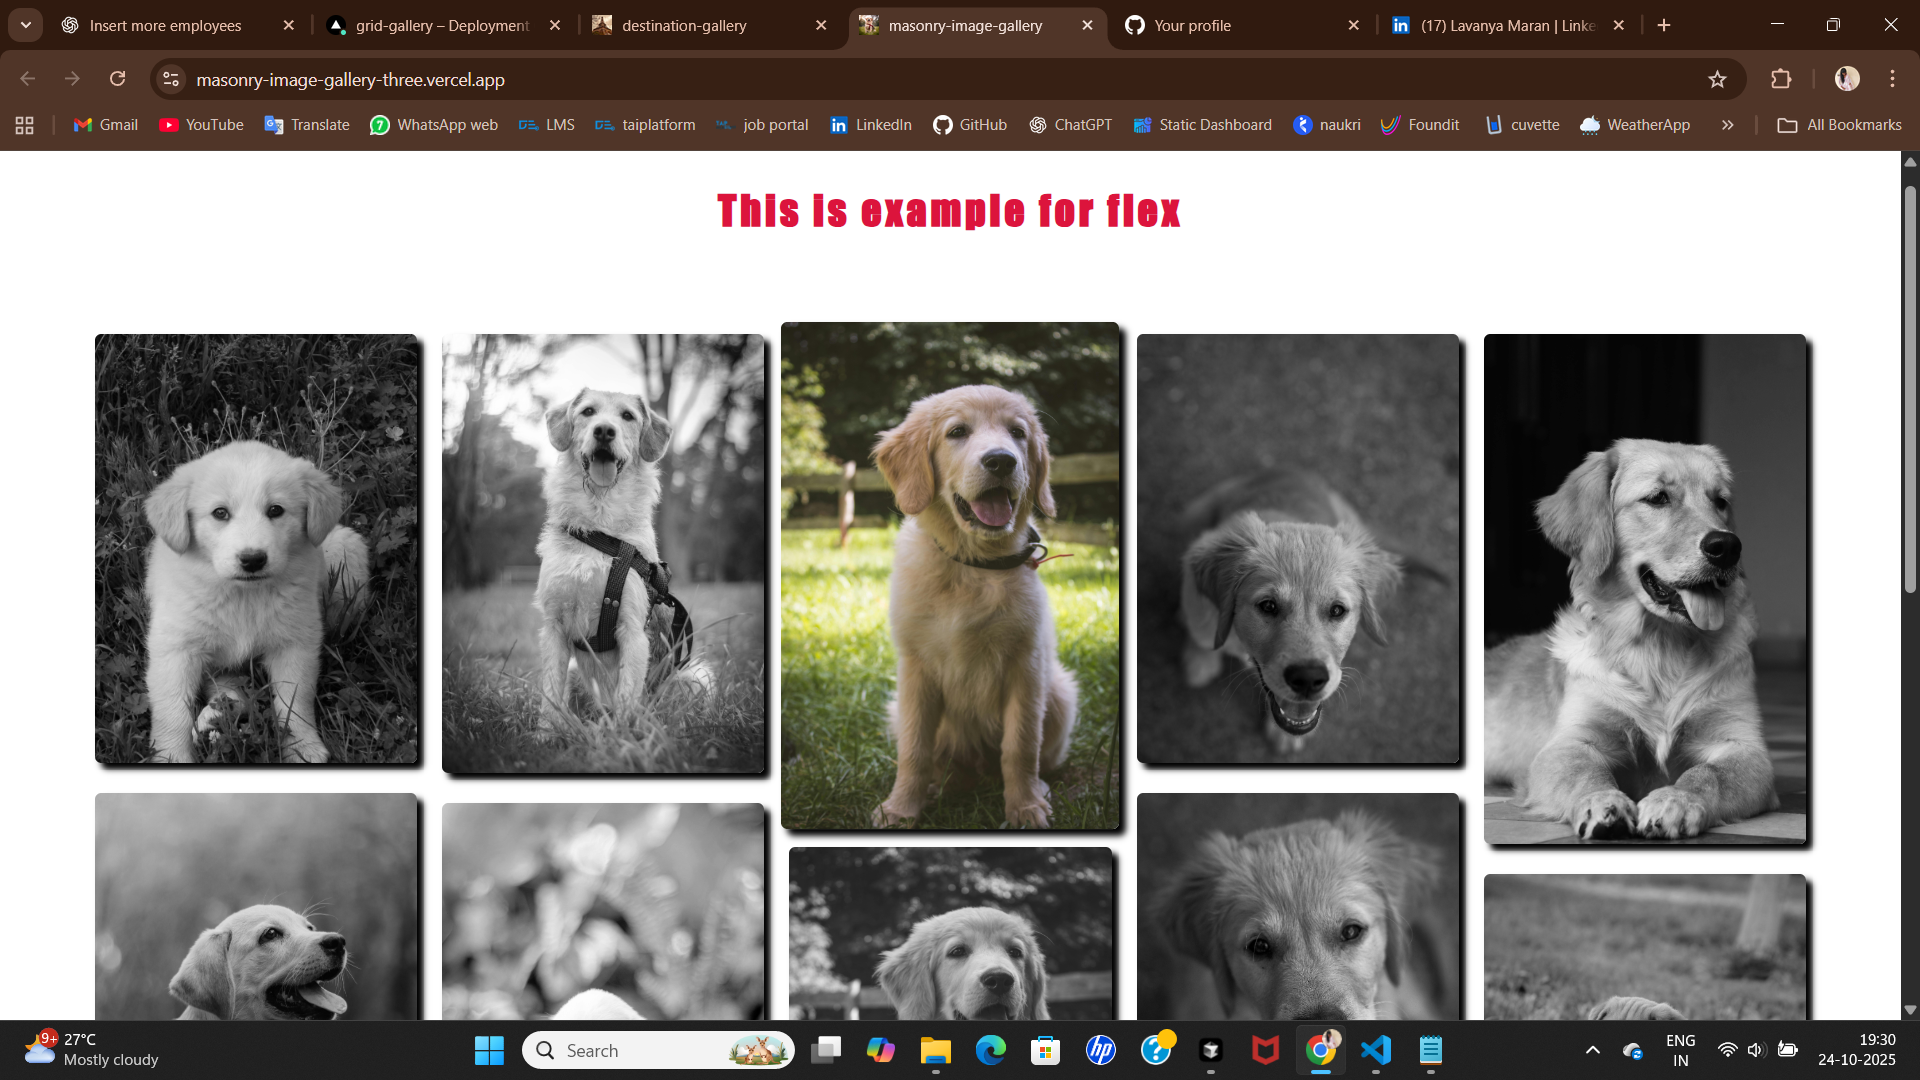 Insert more employees
grid-gallery – Deployment
destination-gallery
masonry-image-gallery
Your profile
(17) Lavanya Maran | Linke
masonry-image-gallery-three.vercel.app
Gmail
YouTube
Translate
WhatsApp web
LMS
taiplatform
job portal
LinkedIn
GitHub
ChatGPT
Static Dashboard
naukri
Foundit
cuvette
WeatherApp
All Bookmarks
This is example for flex
9+
27°C
Mostly cloudy
Search
ENG
IN
19:30
24-10-2025